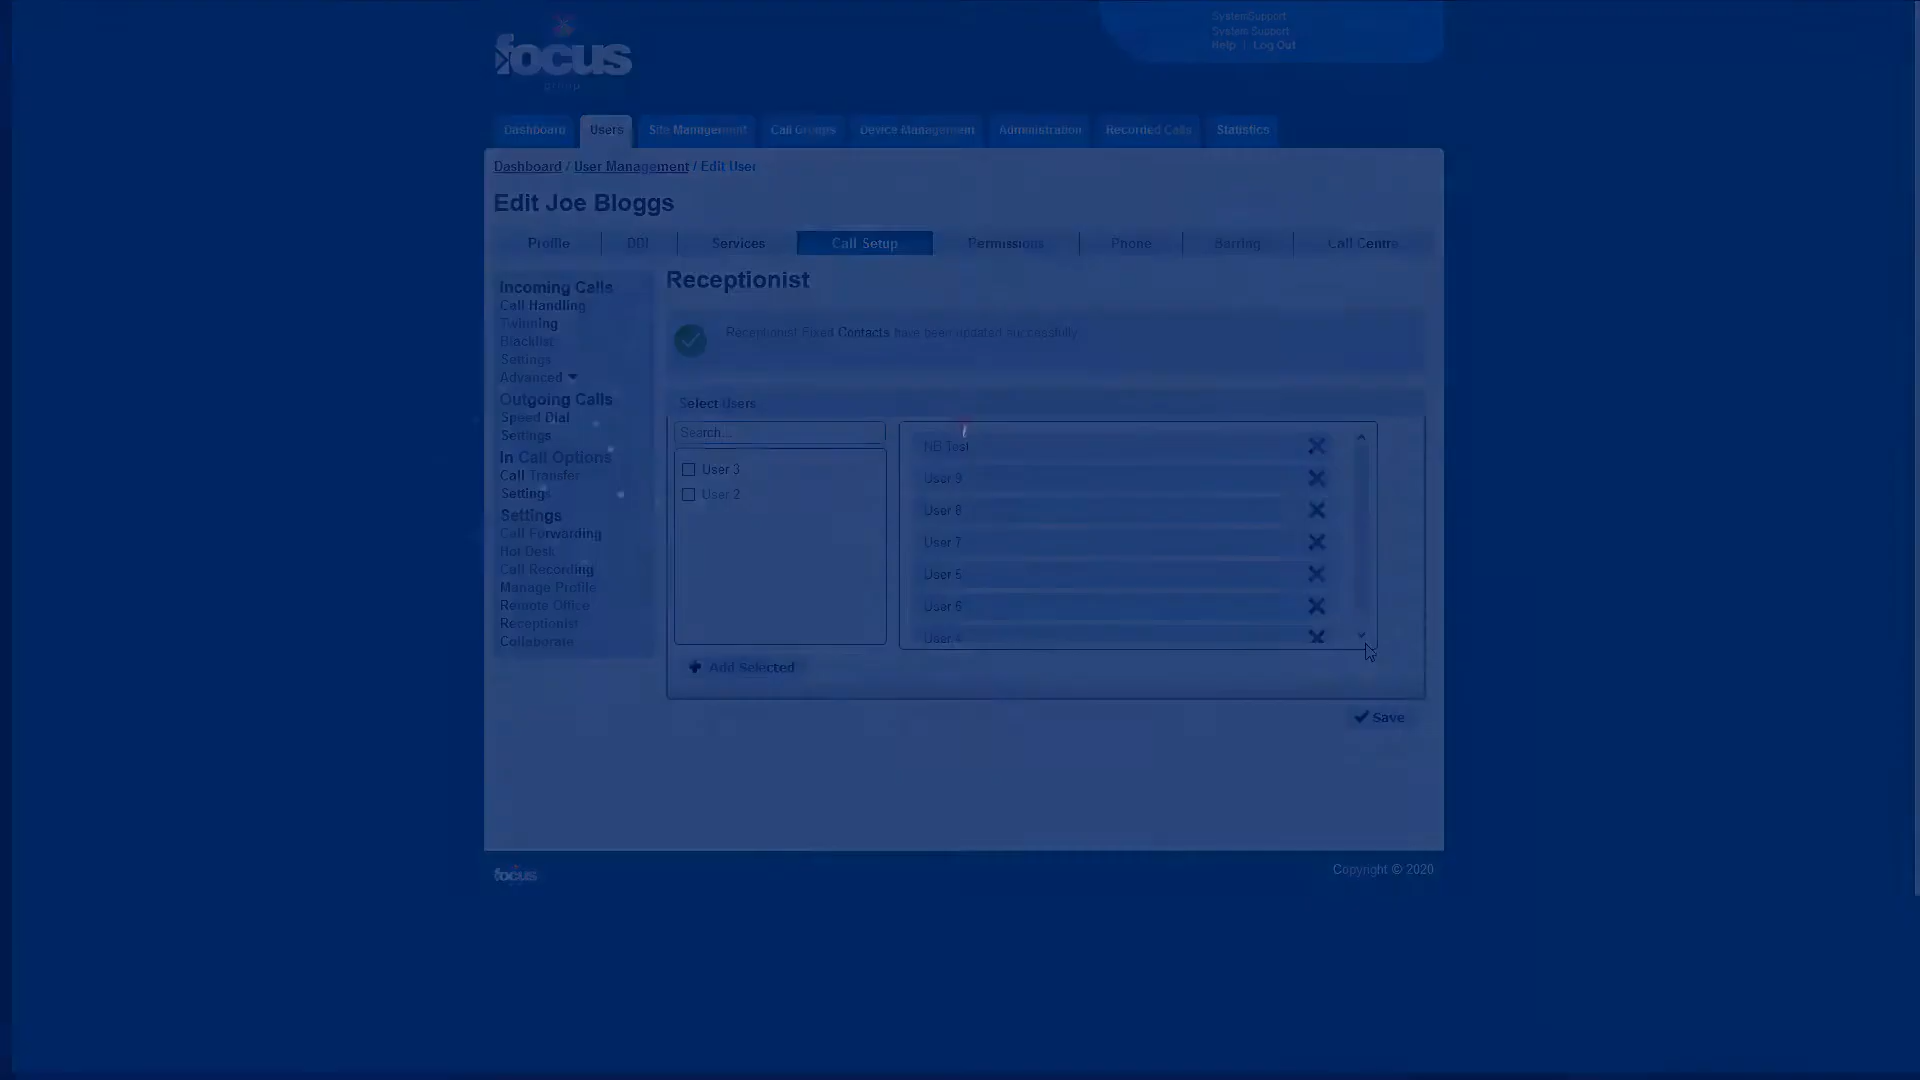 focus
group
SystemSupport
System Support
Help | Log Out
Dashboard
Users
Site Management
Call Groups
Device Management
Administration
Recorded Calls
Statistics
Dashboard / User Management / Edit User
Edit Joe Bloggs
Profile
DDI
Services
Call Setup
Permissions
Phone
Barring
Call Centre
Incoming Calls
Call Handling
Twinning
Blacklist
Settings
Advanced
Outgoing Calls
Speed Dial
Settings
In Call Options
Call Transfer
Settings
Settings
Call Forwarding
Hot Desk
Call Recording
Manage Profile
Remote Office
Receptionist
Collaborate
Receptionist
Receptionist Fixed Contacts have been updated successfully
Select Users
Search...
User 3
User 2
Add Selected
NB Test
User 9
User 8
User 7
User 5
User 6
User 4
Save
focus
Copyright © 2020